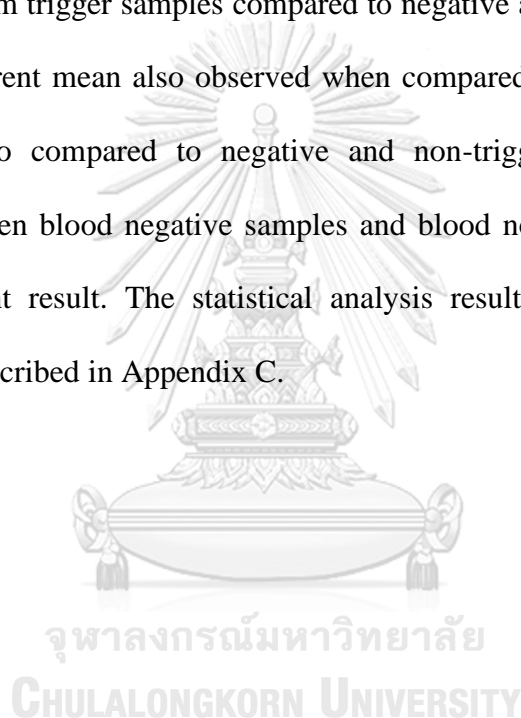 m trigger samples compared to negative a
rent mean also observed when compared
o compared to negative and non-trigg
en blood negative samples and blood no
t result. The statistical analysis result
cribed in Appendix C.
จุฬาลงกรณ์มหาวิทยาลัย
CHULALONGKORN UNIVERSITY